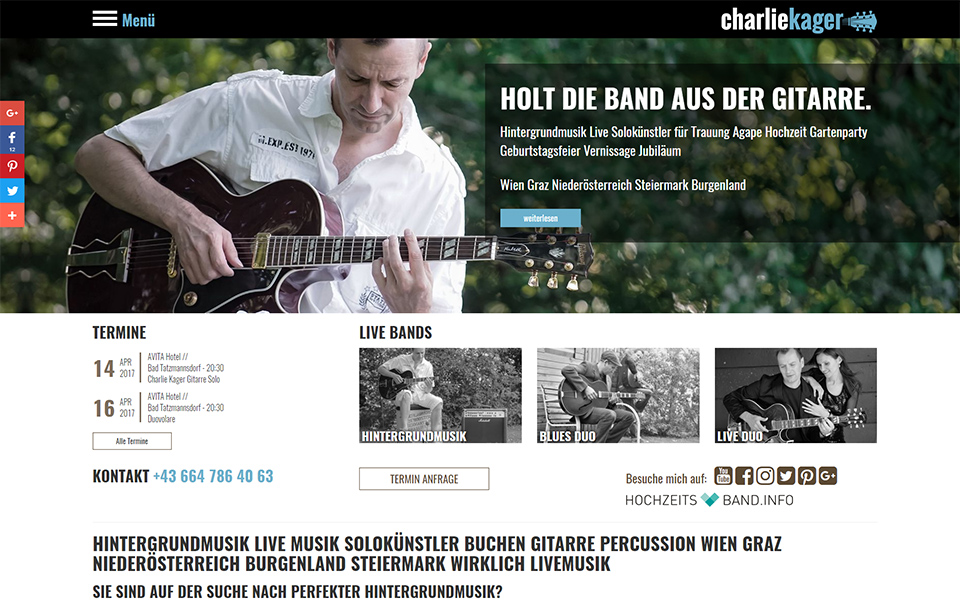 Menü
charliekager
HOLT DIE BAND AUS DER GITARRE.
Hintergrundmusik Live Solokünstler für Trauung Agape Hochzeit Gartenparty
Geburtstagsfeier Vernissage Jubiläum
Wien Graz Niederösterreich Steiermark Burgenland
weiterlesen
G+
12
TERMINE
14 APR 2017
AVITA Hotel //
Bad Tatzmannsdorf - 20:30
Charlie Kager Gitarre Solo
16 APR 2017
AVITA Hotel //
Bad Tatzmannsdorf - 20:30
Duovolare
Alle Termine
LIVE BANDS
HINTERGRUNDMUSIK
BLUES DUO
LIVE DUO
KONTAKT +43 664 786 40 63
TERMIN ANFRAGE
Besuche mich auf:
You Tube
G+
HOCHZEITS BAND.INFO
HINTERGRUNDMUSIK LIVE MUSIK SOLOKÜNSTLER BUCHEN GITARRE PERCUSSION WIEN GRAZ
NIEDERÖSTERREICH BURGENLAND STEIERMARK WIRKLICH LIVEMUSIK
SIE SIND AUF DER SUCHE NACH PERFEKTER HINTERGRUNDMUSIK?